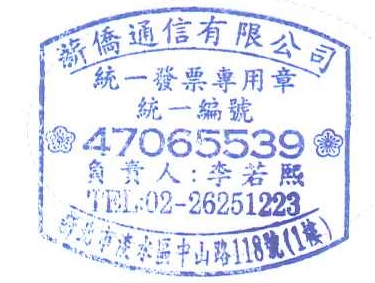 新僑通信有限公司
統一發票專用章
統一編號
47065539
負責人:李若熙
TEL:02-26251223
新北市淡水區中山路118號(1樓)